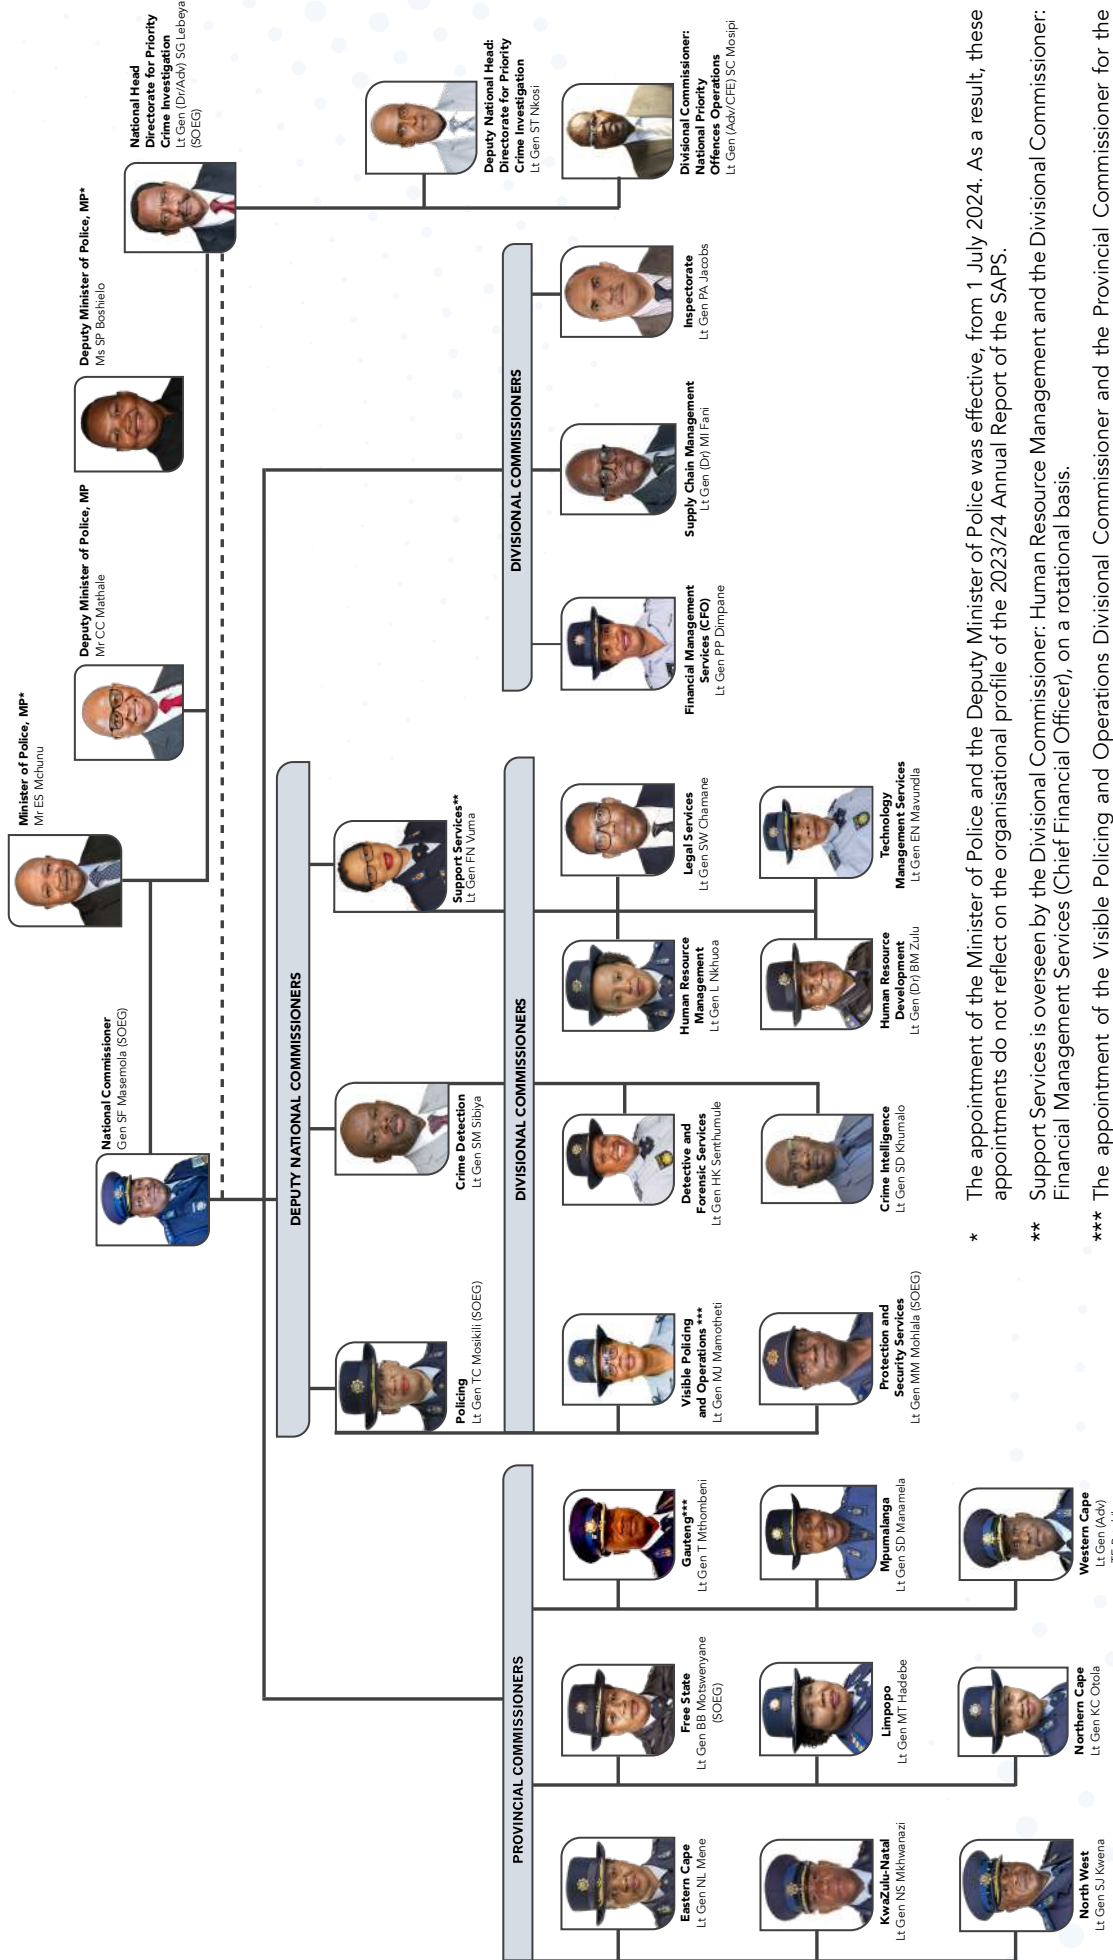 Minister of Police, MP*
Mr ES Mchunu
Deputy Minister of Police, MP
Mr CC Mathale
Deputy Minister of Police, MP*
Ms SP Boshielo
National Commissioner
Gen SF Masemola (SOEG)
National Head
Directorate for Priority
Crime Investigation
Lt Gen (Dr/Adv) SG Lebeya
(SOEG)
Deputy National Head:
Directorate for Priority
Crime Investigation
Lt Gen ST Nkosi
Divisional Commissioner:
National Priority
Offences Operations
Lt Gen (Adv/CFE) SC Mosipi
DEPUTY NATIONAL COMMISSIONERS
Policing
Lt Gen TC Mosikili (SOEG)
Crime Detection
Lt Gen SM Sibiya
Support Services**
Lt Gen FN Vuma
PROVINCIAL COMMISSIONERS
Eastern Cape
Lt Gen NL Mene
Free State
Lt Gen BB Motswenyane
(SOEG)
Gauteng***
Lt Gen T Mthombeni
KwaZulu-Natal
Lt Gen NS Mkhwanazi
Limpopo
Lt Gen MT Hadebe
Mpumalanga
Lt Gen SD Manamela
North West
Lt Gen SJ Kwena
Northern Cape
Lt Gen KC Otola
Western Cape
Lt Gen (Adv)
DIVISIONAL COMMISSIONERS
Visible Policing
and Operations ***
Lt Gen MJ Mamotheti
Detective and
Forensic Services
Lt Gen HK Senthumule
Human Resource
Management
Lt Gen L Nkhuoa
Legal Services
Lt Gen SW Chamane
Protection and
Security Services
Lt Gen MM Mohlala (SOEG)
Crime Intelligence
Lt Gen SD Khumalo
Human Resource
Development
Lt Gen (Dr) BM Zulu
Technology
Management Services
Lt Gen EN Mavundla
DIVISIONAL COMMISSIONERS
Financial Management
Services (CFO)
Lt Gen PP Dimpane
Supply Chain Management
Lt Gen (Dr) MI Fani
Inspectorate
Lt Gen PA Jacobs
* The appointment of the Minister of Police and the Deputy Minister of Police was effective, from 1 July 2024. As a result, these
appointments do not reflect on the organisational profile of the 2023/24 Annual Report of the SAPS.
** Support Services is overseen by the Divisional Commissioner: Human Resource Management and the Divisional Commissioner:
Financial Management Services (Chief Financial Officer), on a rotational basis.
*** The appointment of the Visible Policing and Operations Divisional Commissioner and the Provincial Commissioner for the